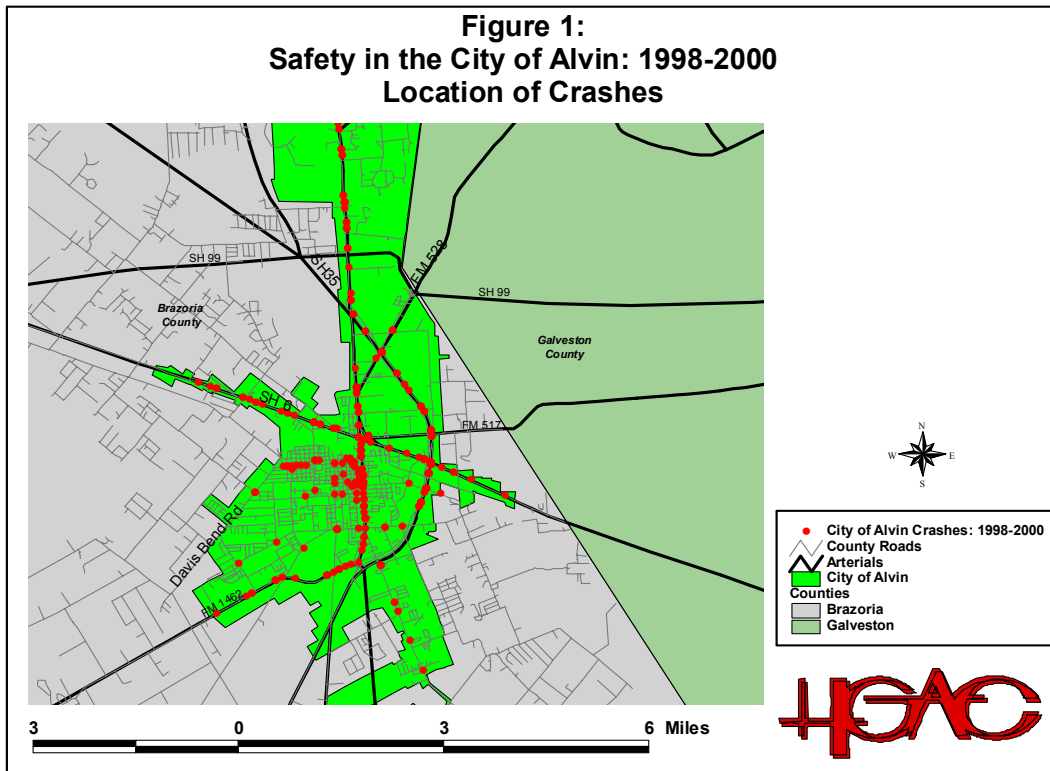 Figure 1:
Safety in the City of Alvin: 1998-2000
Location of Crashes
SH 99
SH35
FM 528
SH 99
Brazoria
County
Galveston
County
SH 6
FM 517
Davis Bend Rd
FM 1462
N
W E
S
City of Alvin Crashes: 1998-2000
County Roads
Arterials
City of Alvin
Counties
Brazoria
Galveston
3 0 3 6 Miles
HGAC